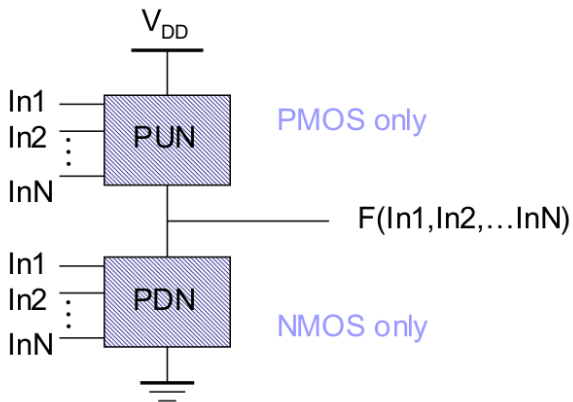 VDD
In1
In2
InN
PUN
PMOS only
F(In1,In2,...InN)
In1
In2
InN
PDN
NMOS only